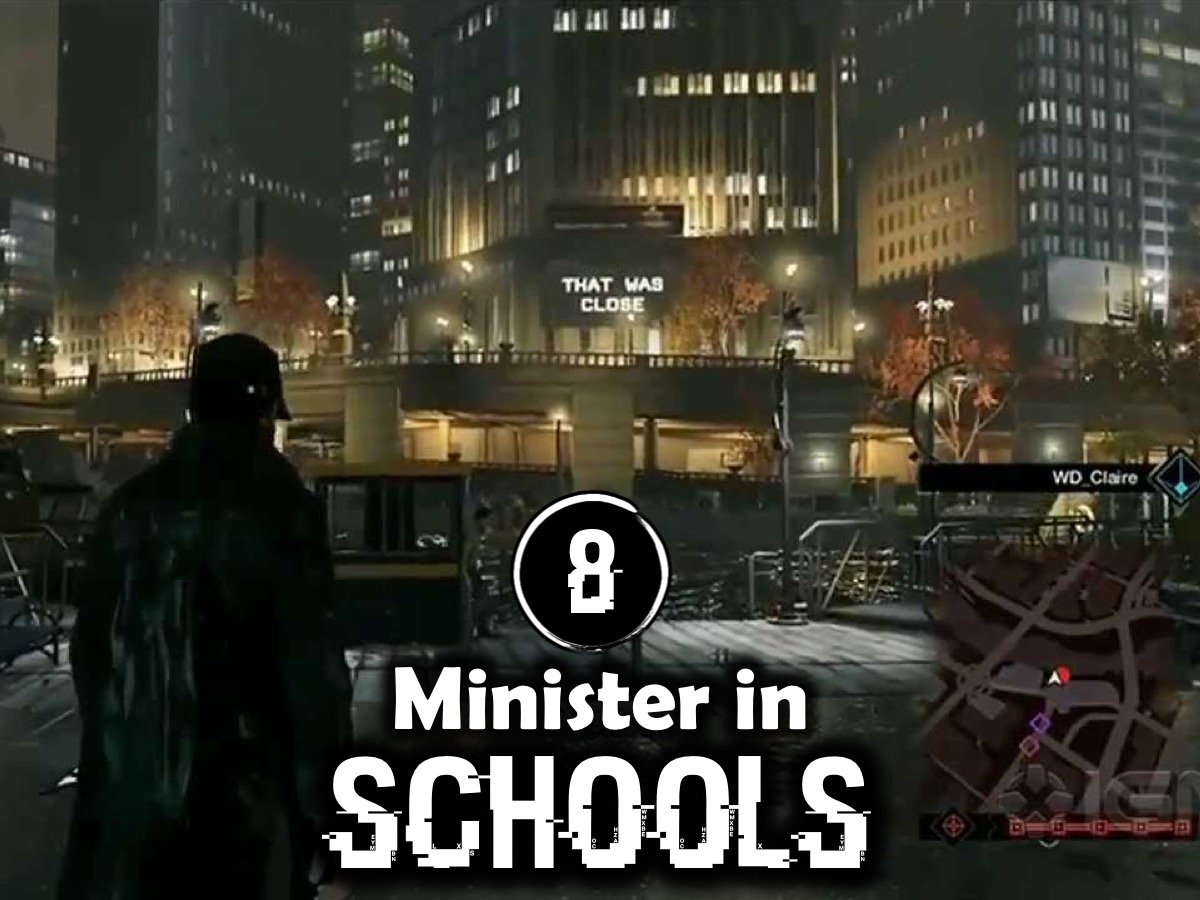 THAT WAS
CLOSE
WD_Claire
8
Minister in
SCHOOLS